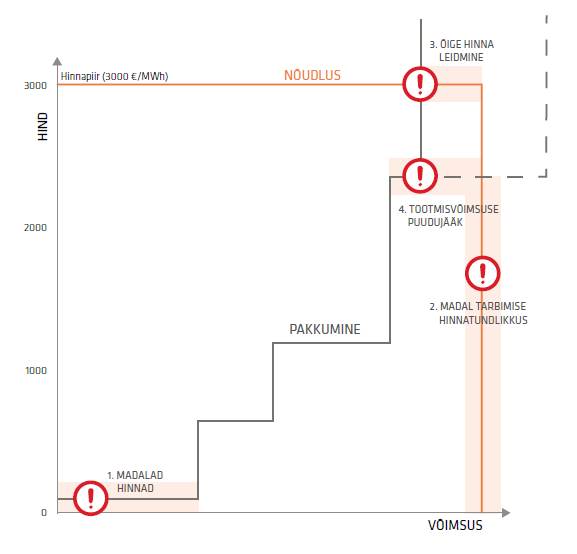 3. ÕIGE HINNA
LEIDMINE
Hinnapiir (3000 €/MWh)
NÕUDLUS
3000
HIND
4. TOOTMISVÕIMSUSE
PUUDUJÄÄK
2000
2. MADAL TARBIMISE
HINNATUNDLIKKUS
PAKKUMINE
1000
1. MADALAD
HINNAD
0
VÕIMSUS